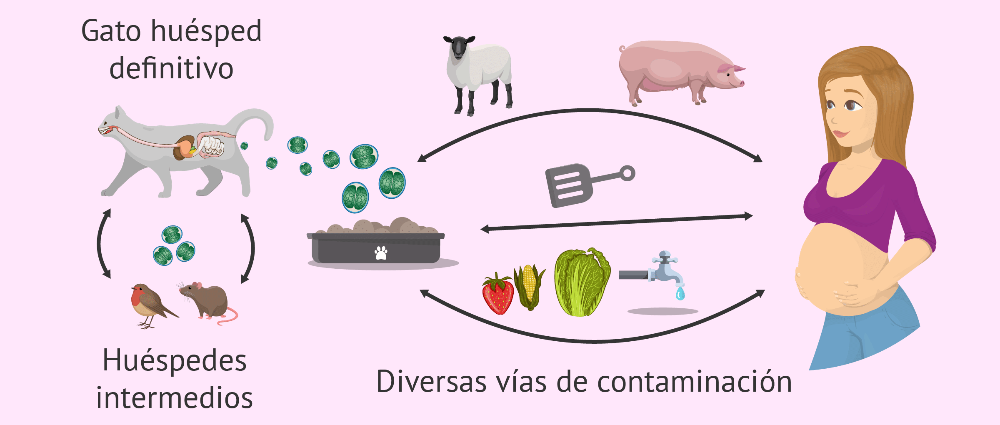 Gato huésped
definitivo
Huéspedes
intermedios
Diversas vías de contaminación